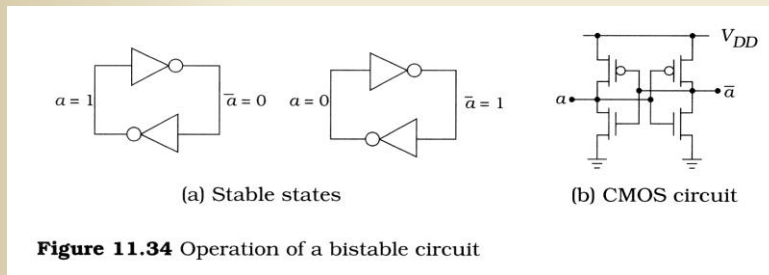 a = 1
a̅ = 0
a = 0
a̅ = 1
(a) Stable states
V_DD
a
a̅
(b) CMOS circuit
Figure 11.34 Operation of a bistable circuit